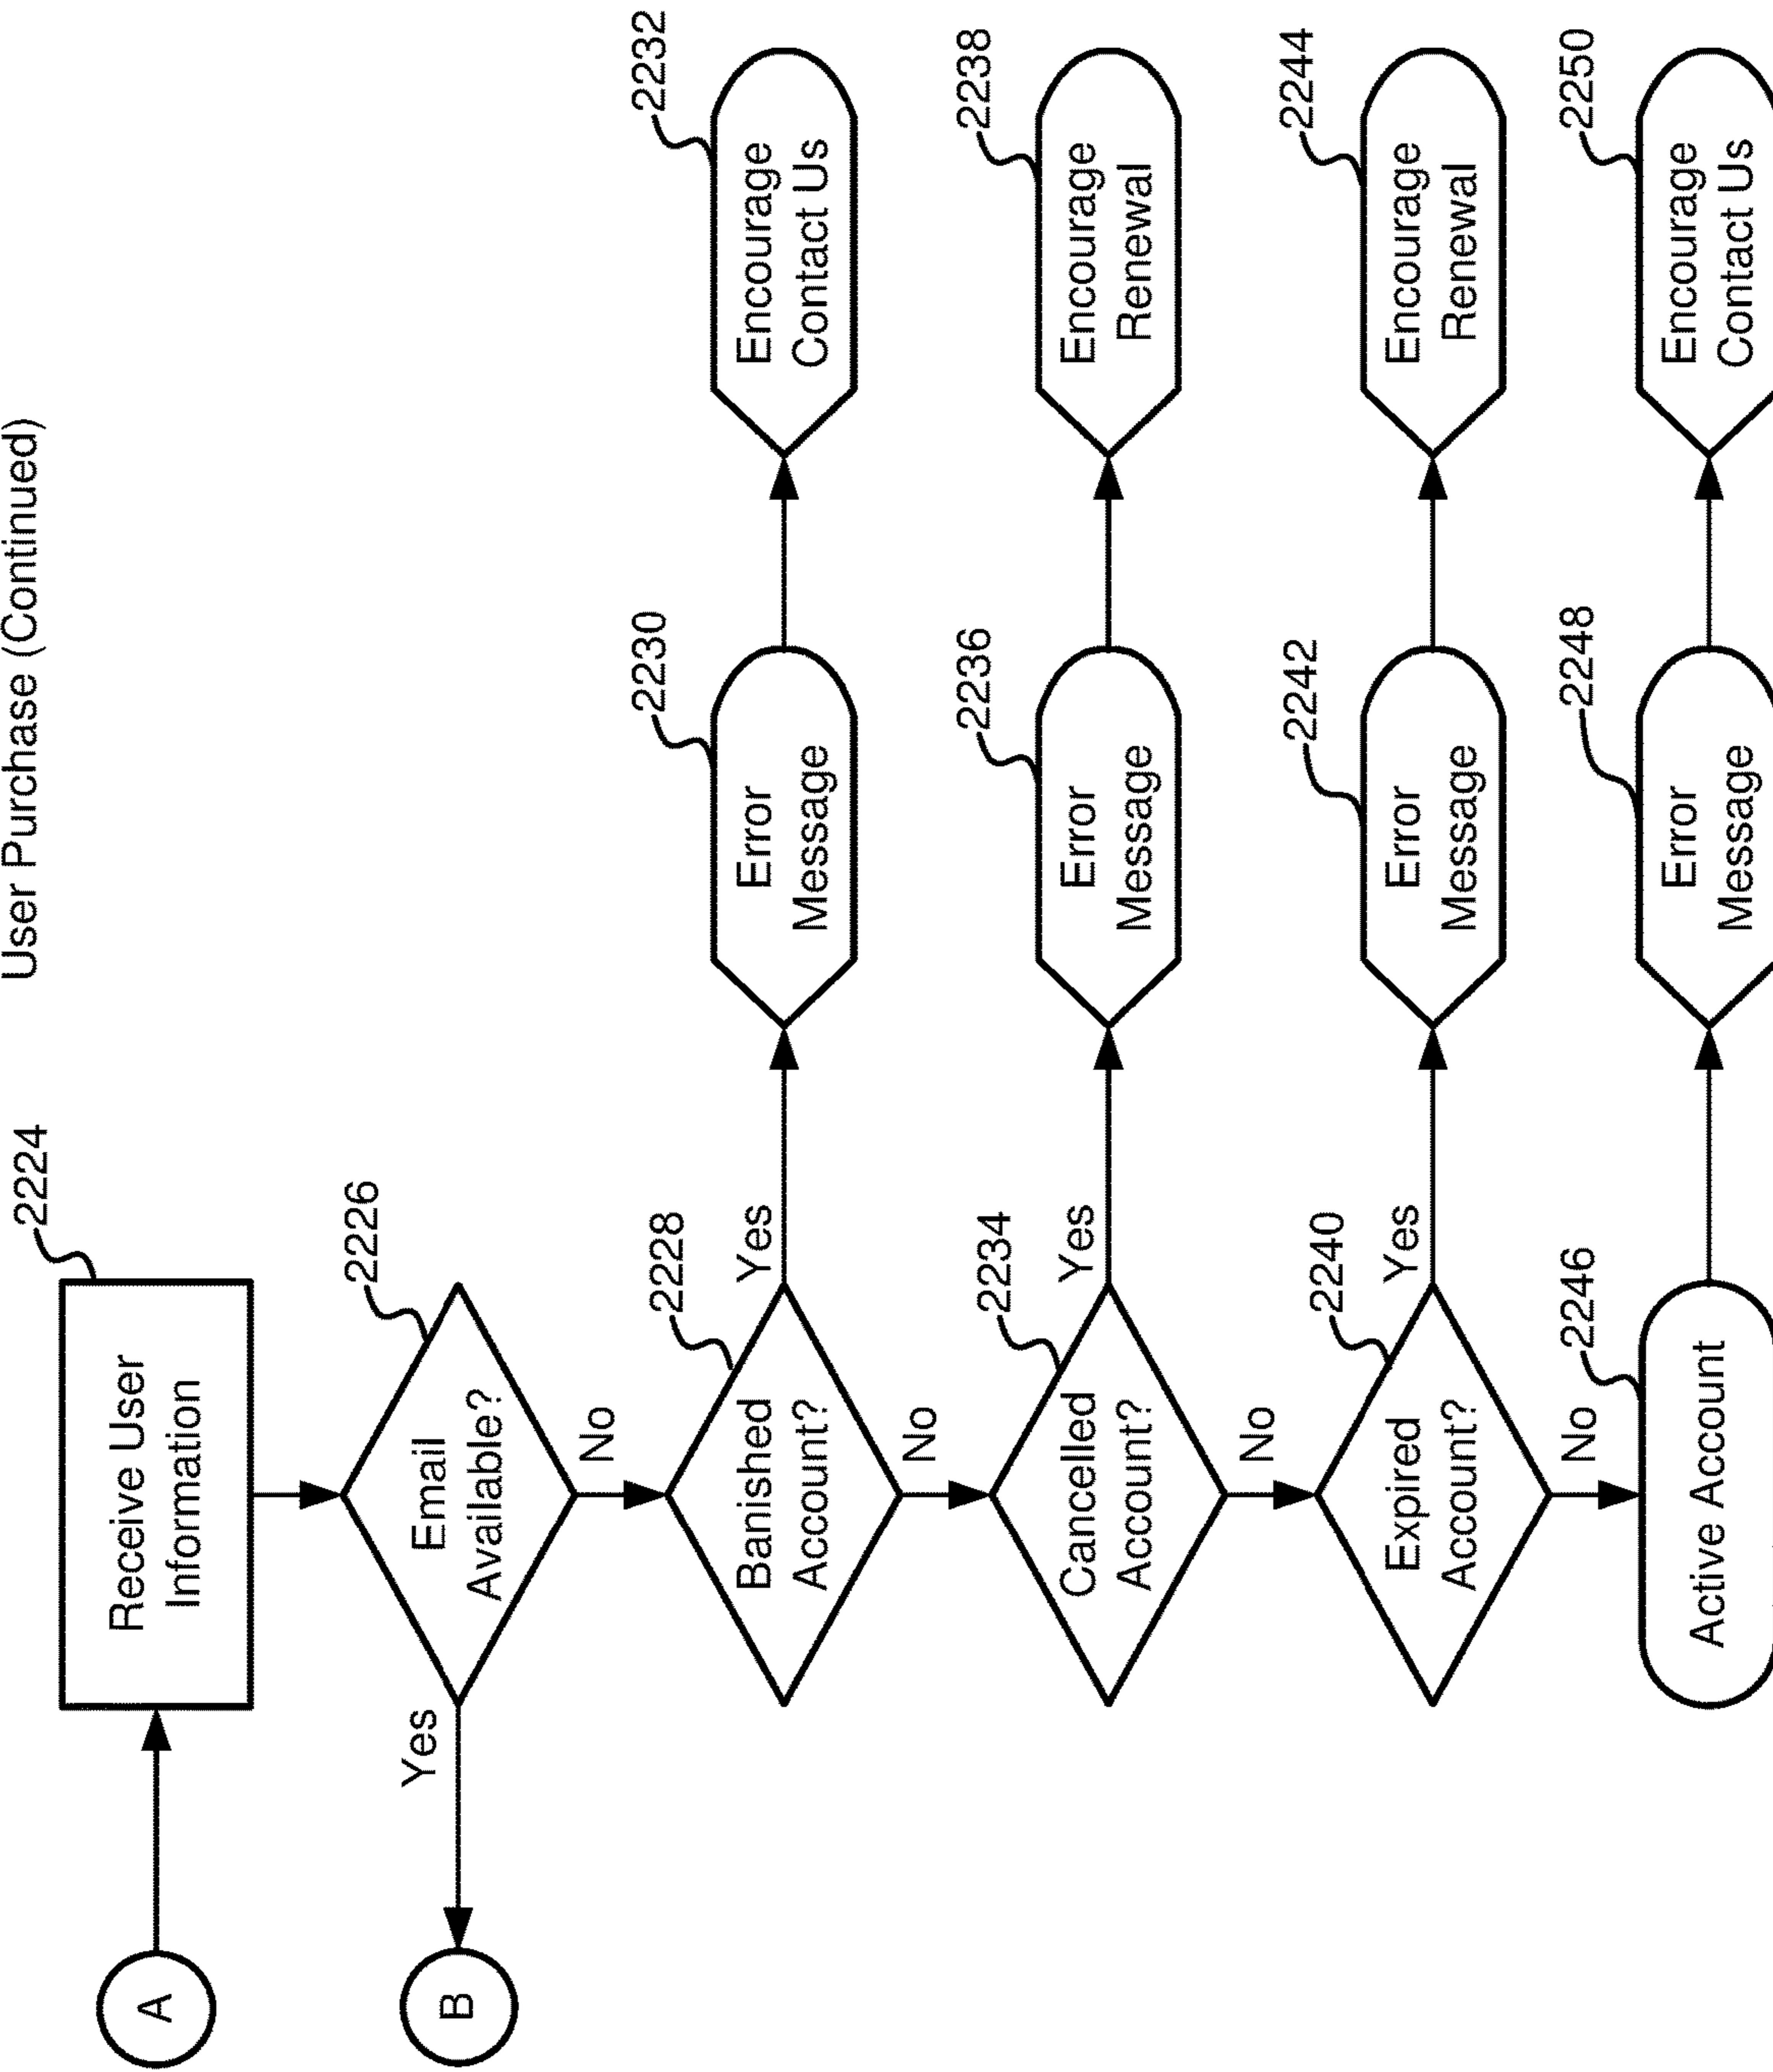 User Purchase (Continued)
A
Receive User
Information
2224
B
Yes
Email
Available?
2226
No
Banished
Account?
2228
Yes
Error
Message
2230
Encourage
Contact Us
2232
No
Cancelled
Account?
2234
Yes
Error
Message
2236
Encourage
Renewal
2238
No
Expired
Account?
2240
Yes
Error
Message
2242
Encourage
Renewal
2244
No
Active Account
2246
Error
Message
2248
Encourage
Contact Us
2250